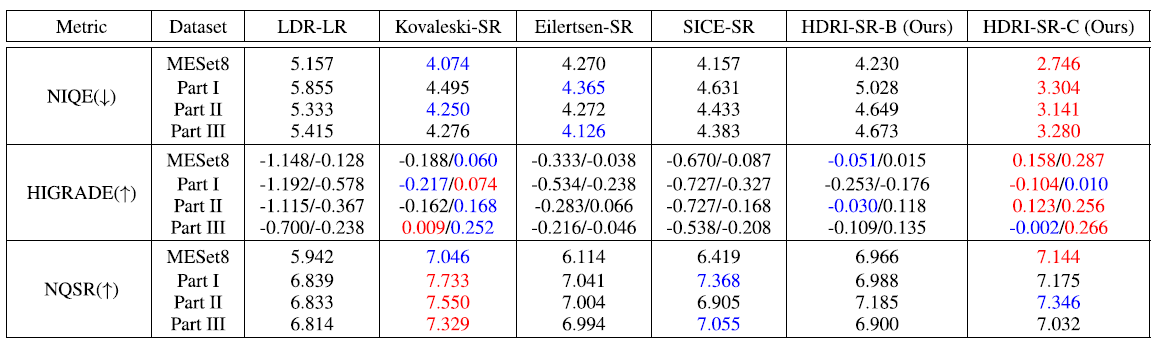 Metric Dataset LDR-LR Kovaleski-SR Eilertsen-SR SICE-SR HDRI-SR-B (Ours) HDRI-SR-C (Ours)
NIQE(↓)
MESet8 5.157 4.074 4.270 4.157 4.230 2.746
Part I 5.855 4.495 4.365 4.631 5.028 3.304
Part II 5.333 4.250 4.272 4.433 4.649 3.141
Part III 5.415 4.276 4.126 4.383 4.673 3.280
HIGRADE(↑)
MESet8 -1.148/-0.128 -0.188/0.060 -0.333/-0.038 -0.670/-0.087 -0.051/0.015 0.158/0.287
Part I -1.192/-0.578 -0.217/0.074 -0.534/-0.238 -0.727/-0.327 -0.253/-0.176 -0.104/0.010
Part II -1.115/-0.367 -0.162/0.168 -0.283/0.066 -0.727/-0.168 -0.030/0.118 0.123/0.256
Part III -0.700/-0.238 0.009/0.252 -0.216/-0.046 -0.538/-0.208 -0.109/0.135 -0.002/0.266
NQSR(↑)
MESet8 5.942 7.046 6.114 6.419 6.966 7.144
Part I 6.839 7.733 7.041 7.368 6.988 7.175
Part II 6.833 7.550 7.004 6.905 7.185 7.346
Part III 6.814 7.329 6.994 7.055 6.900 7.032